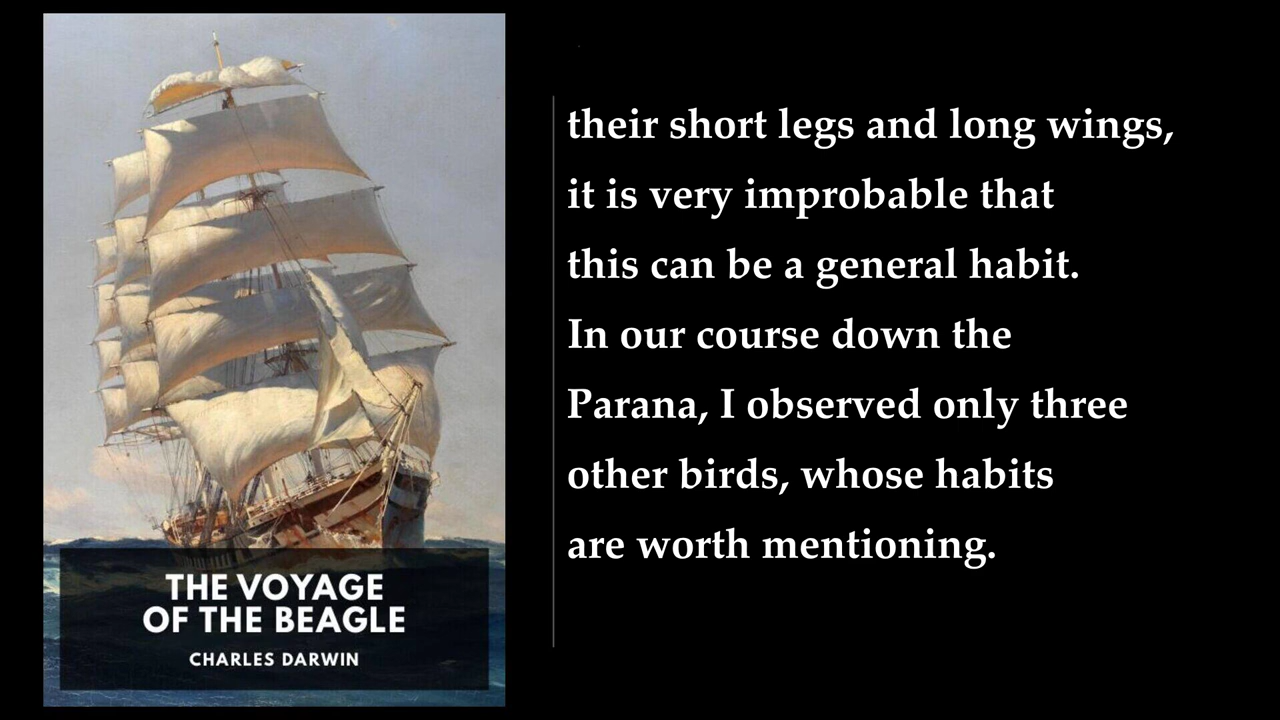 THE VOYAGE
OF THE BEAGLE
CHARLES DARWIN
their short legs and long wings,
it is very improbable that
this can be a general habit.
In our course down the
Parana, I observed only three
other birds, whose habits
are worth mentioning.